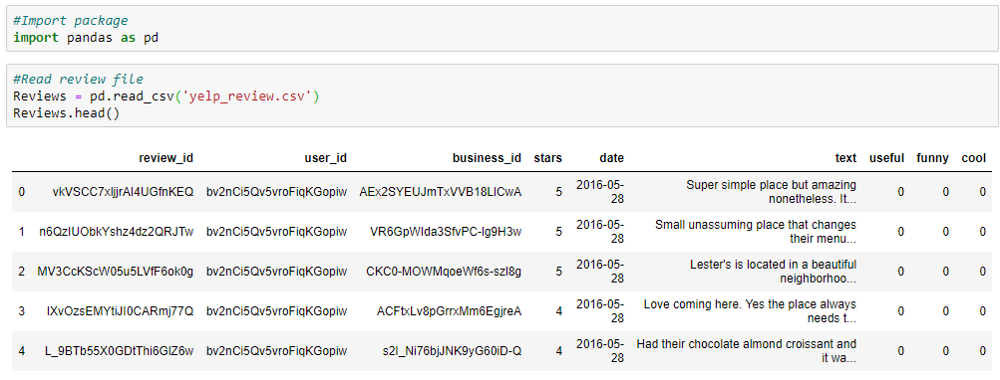 #Import package
import pandas as pd
#Read review file
Reviews = pd.read_csv('yelp_review.csv')
Reviews.head()
review_id user_id business_id stars date text useful funny cool
0 vkVSCC7xljjrAI4UGfnKEQ bv2nCi5Qv5vroFiqKGopiw AEx2SYEUJmTxVVB18LlCwA 5 2016-05-28 Super simple place but amazing nonetheless. It... 0 0 0
1 n6QzIUObkYshz4dz2QRJTw bv2nCi5Qv5vroFiqKGopiw VR6GpWIda3SfvPC-lg9H3w 5 2016-05-28 Small unassuming place that changes their menu... 0 0 0
2 MV3CcKScW05u5LVfF6ok0g bv2nCi5Qv5vroFiqKGopiw CKC0-MOWMqoeWf6s-szl8g 5 2016-05-28 Lester's is located in a beautiful neighborhoo... 0 0 0
3 IXvOzsEMYtiJI0CARmj77Q bv2nCi5Qv5vroFiqKGopiw ACFtxLv8pGrrxMm6EgjreA 4 2016-05-28 Love coming here. Yes the place always needs t... 0 0 0
4 L_9BTb55X0GDtThi6GlZ6w bv2nCi5Qv5vroFiqKGopiw s2I_Ni76bjJNK9yG60iD-Q 4 2016-05-28 Had their chocolate almond croissant and it wa... 0 0 0